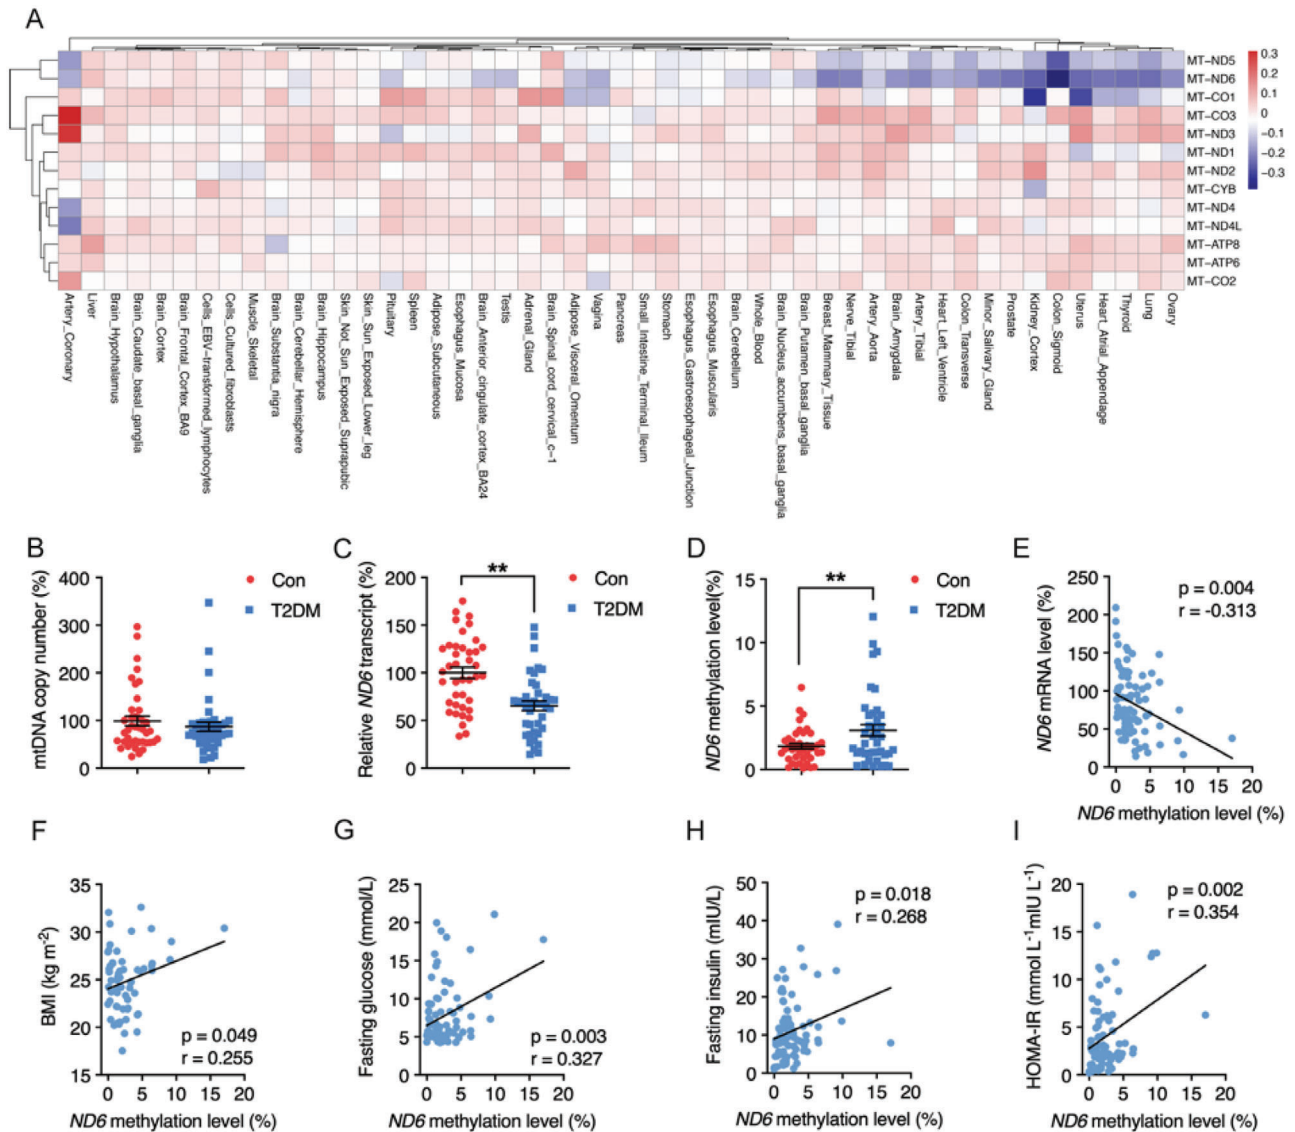 A
0.3
0.2
0.1
0
−0.1
−0.2
−0.3
MT−ND5
MT−ND6
MT−CO1
MT−CO3
MT−ND3
MT−ND1
MT−ND2
MT−CYB
MT−ND4
MT−ND4L
MT−ATP8
MT−ATP6
MT−CO2
Artery_Coronary
Liver
Brain_Hypothalamus
Brain_Caudate_basal_ganglia
Brain_Cortex
Brain_Frontal_Cortex_BA9
Cells_EBV−transformed_lymphocytes
Cells_Cultured_fibroblasts
Muscle_Skeletal
Brain_Substantia_nigra
Brain_Cerebellar_Hemisphere
Brain_Hippocampus
Skin_Not_Sun_Exposed_Suprapubic
Skin_Sun_Exposed_Lower_leg
Pituitary
Spleen
Adipose_Subcutaneous
Esophagus_Mucosa
Brain_Anterior_cingulate_cortex_BA24
Testis
Adrenal_Gland
Brain_Spinal_cord_cervical_c−1
Adipose_Visceral_Omentum
Vagina
Pancreas
Small_Intestine_Terminal_Ileum
Stomach
Esophagus_Gastroesophageal_Junction
Esophagus_Muscularis
Brain_Cerebellum
Whole_Blood
Brain_Nucleus_accumbens_basal_ganglia
Brain_Putamen_basal_ganglia
Breast_Mammary_Tissue
Nerve_Tibial
Artery_Aorta
Brain_Amygdala
Artery_Tibial
Heart_Left_Ventricle
Colon_Transverse
Minor_Salivary_Gland
Prostate
Kidney_Cortex
Colon_Sigmoid
Uterus
Heart_Atrial_Appendage
Thyroid
Lung
Ovary
B
mtDNA copy number (%)
400
300
200
100
0
Con
T2DM
C
Relative ND6 transcript (%)
200
150
100
50
0
**
Con
T2DM
D
ND6 methylation level(%)
15
10
5
0
**
Con
T2DM
E
ND6 mRNA level (%)
250
200
150
100
50
0
p = 0.004
r = -0.313
0 5 10 15 20
ND6 methylation level (%)
F
BMI (kg m-2)
35
30
25
20
15
p = 0.049
r = 0.255
0 5 10 15 20
ND6 methylation level (%)
G
Fasting glucose (mmol/L)
25
20
15
10
5
0
p = 0.003
r = 0.327
0 5 10 15 20
ND6 methylation level (%)
H
Fasting insulin (mIU/L)
50
40
30
20
10
0
p = 0.018
r = 0.268
0 5 10 15 20
ND6 methylation level (%)
I
HOMA-IR (mmol L-1mIU L-1)
20
15
10
5
0
p = 0.002
r = 0.354
0 5 10 15 20
ND6 methylation level (%)